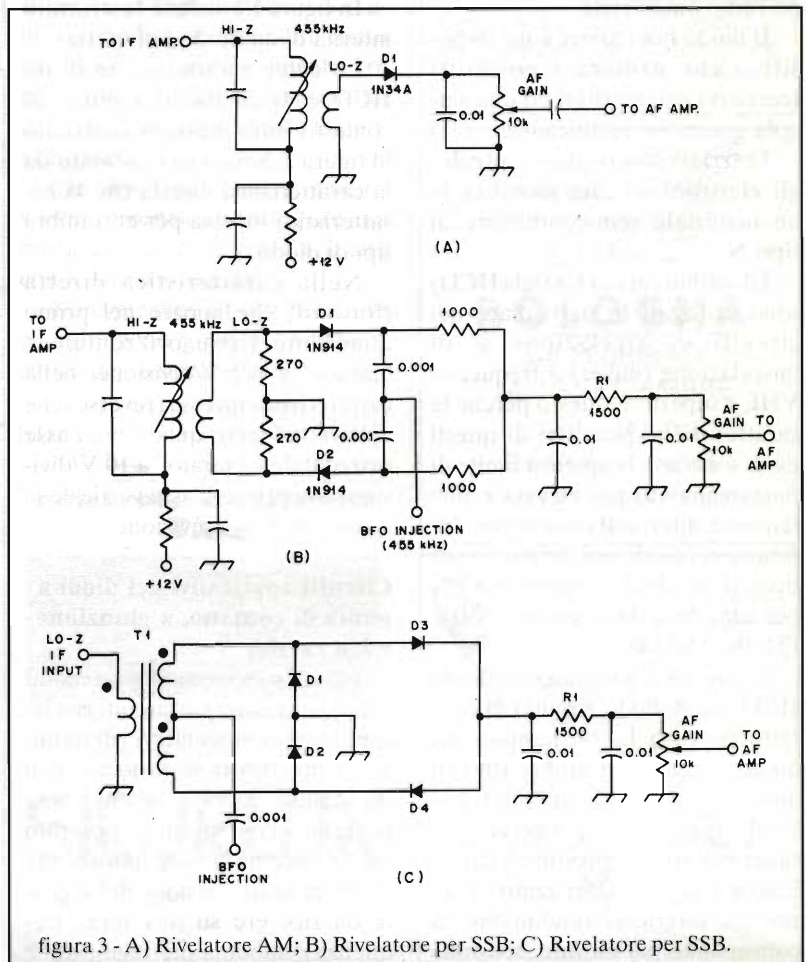 HI-Z 455kHz
TO IF AMP.
LO-Z
D1
1N34A
0.01
AF
GAIN
10k
TO AF AMP.
+12V
(A)
TO
IF
AMP
HI-Z 455 kHz LO-Z
D1
1N914
270
270
0.001
0.001
D2
1N914
1000
1000
BFO INJECTION
(455 kHz)
0.01
R1
1500
0.01
AF
GAIN
10k
TO
AF
AMP
+12V
(B)
LO-Z
IF
INPUT
T1
D1
D2
D3
D4
0.001
BFO
INJECTION
0.01
R1
1500
0.01
AF
GAIN
10k
TO
AF
AMP
(C)
figura 3 - A) Rivelatore AM; B) Rivelatore per SSB; C) Rivelatore per SSB.